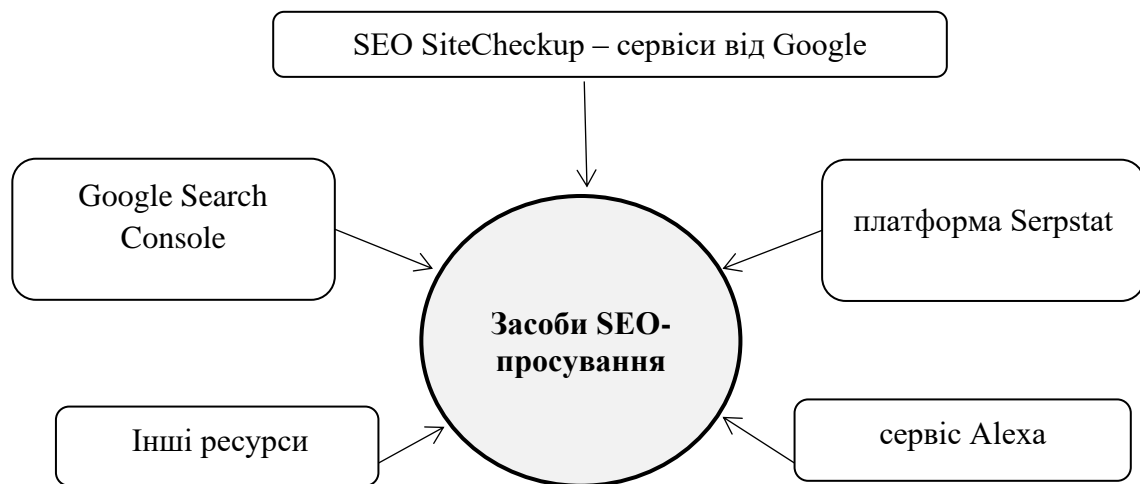 SEO SiteCheckup – сервіси від Google
Google Search
Console
платформа Serpstat
Засоби SEO-
просування
Інші ресурси
сервіс Alexa